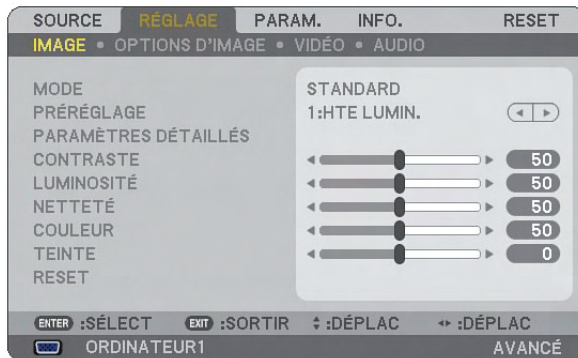 SOURCE RÉGLAGE PARAM. INFO. RESET
IMAGE • OPTIONS D'IMAGE • VIDÉO • AUDIO
MODE STANDARD
PRÉRÉGLAGE 1:HTE LUMIN.
PARAMÈTRES DÉTAILLÉS
CONTRASTE 50
LUMINOSITÉ 50
NETTETÉ 50
COULEUR 50
TEINTE 0
RESET
ENTER :SÉLECT EXIT :SORTIR :DÉPLAC :DÉPLAC
ORDINATEUR1 AVANCÉ